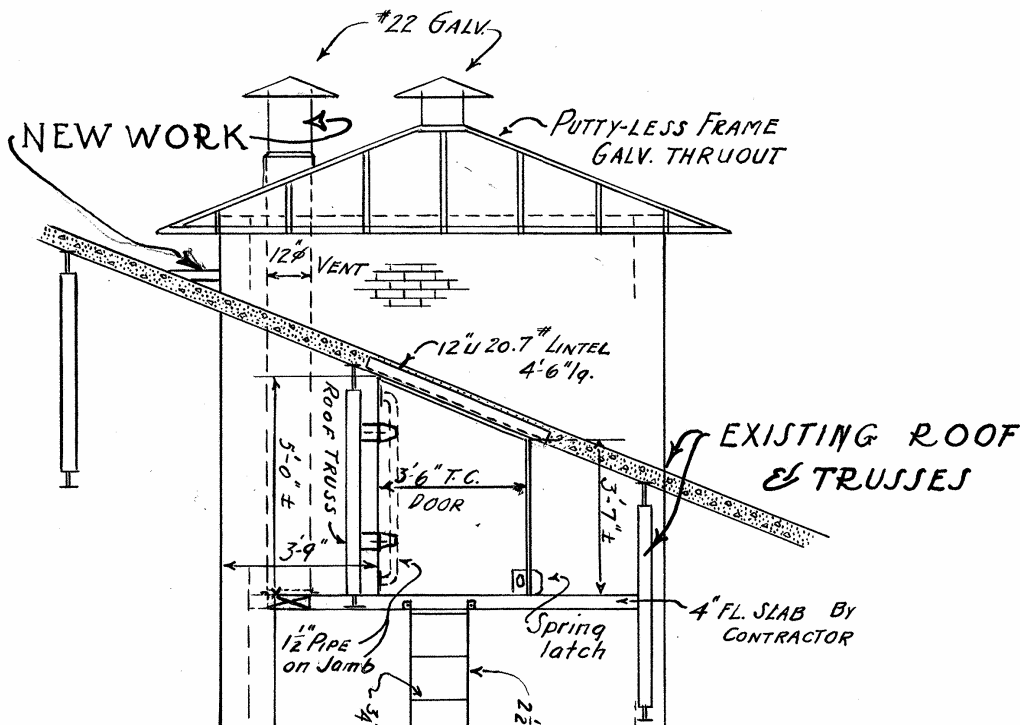 #22 GALV.
NEW WORK
PUTTY-LESS FRAME
GALV. THRUOUT
12"⌀ VENT
12"⊔ 20.7# LINTEL
4'-6" lg.
EXISTING ROOF
& TRUSSES
ROOF TRUSS
5'-0" ±
3'-6" T.C.
DOOR
3'-7" ±
3'-9"
4" FL. SLAB BY
CONTRACTOR
1½" PIPE
on Jamb
Spring
latch